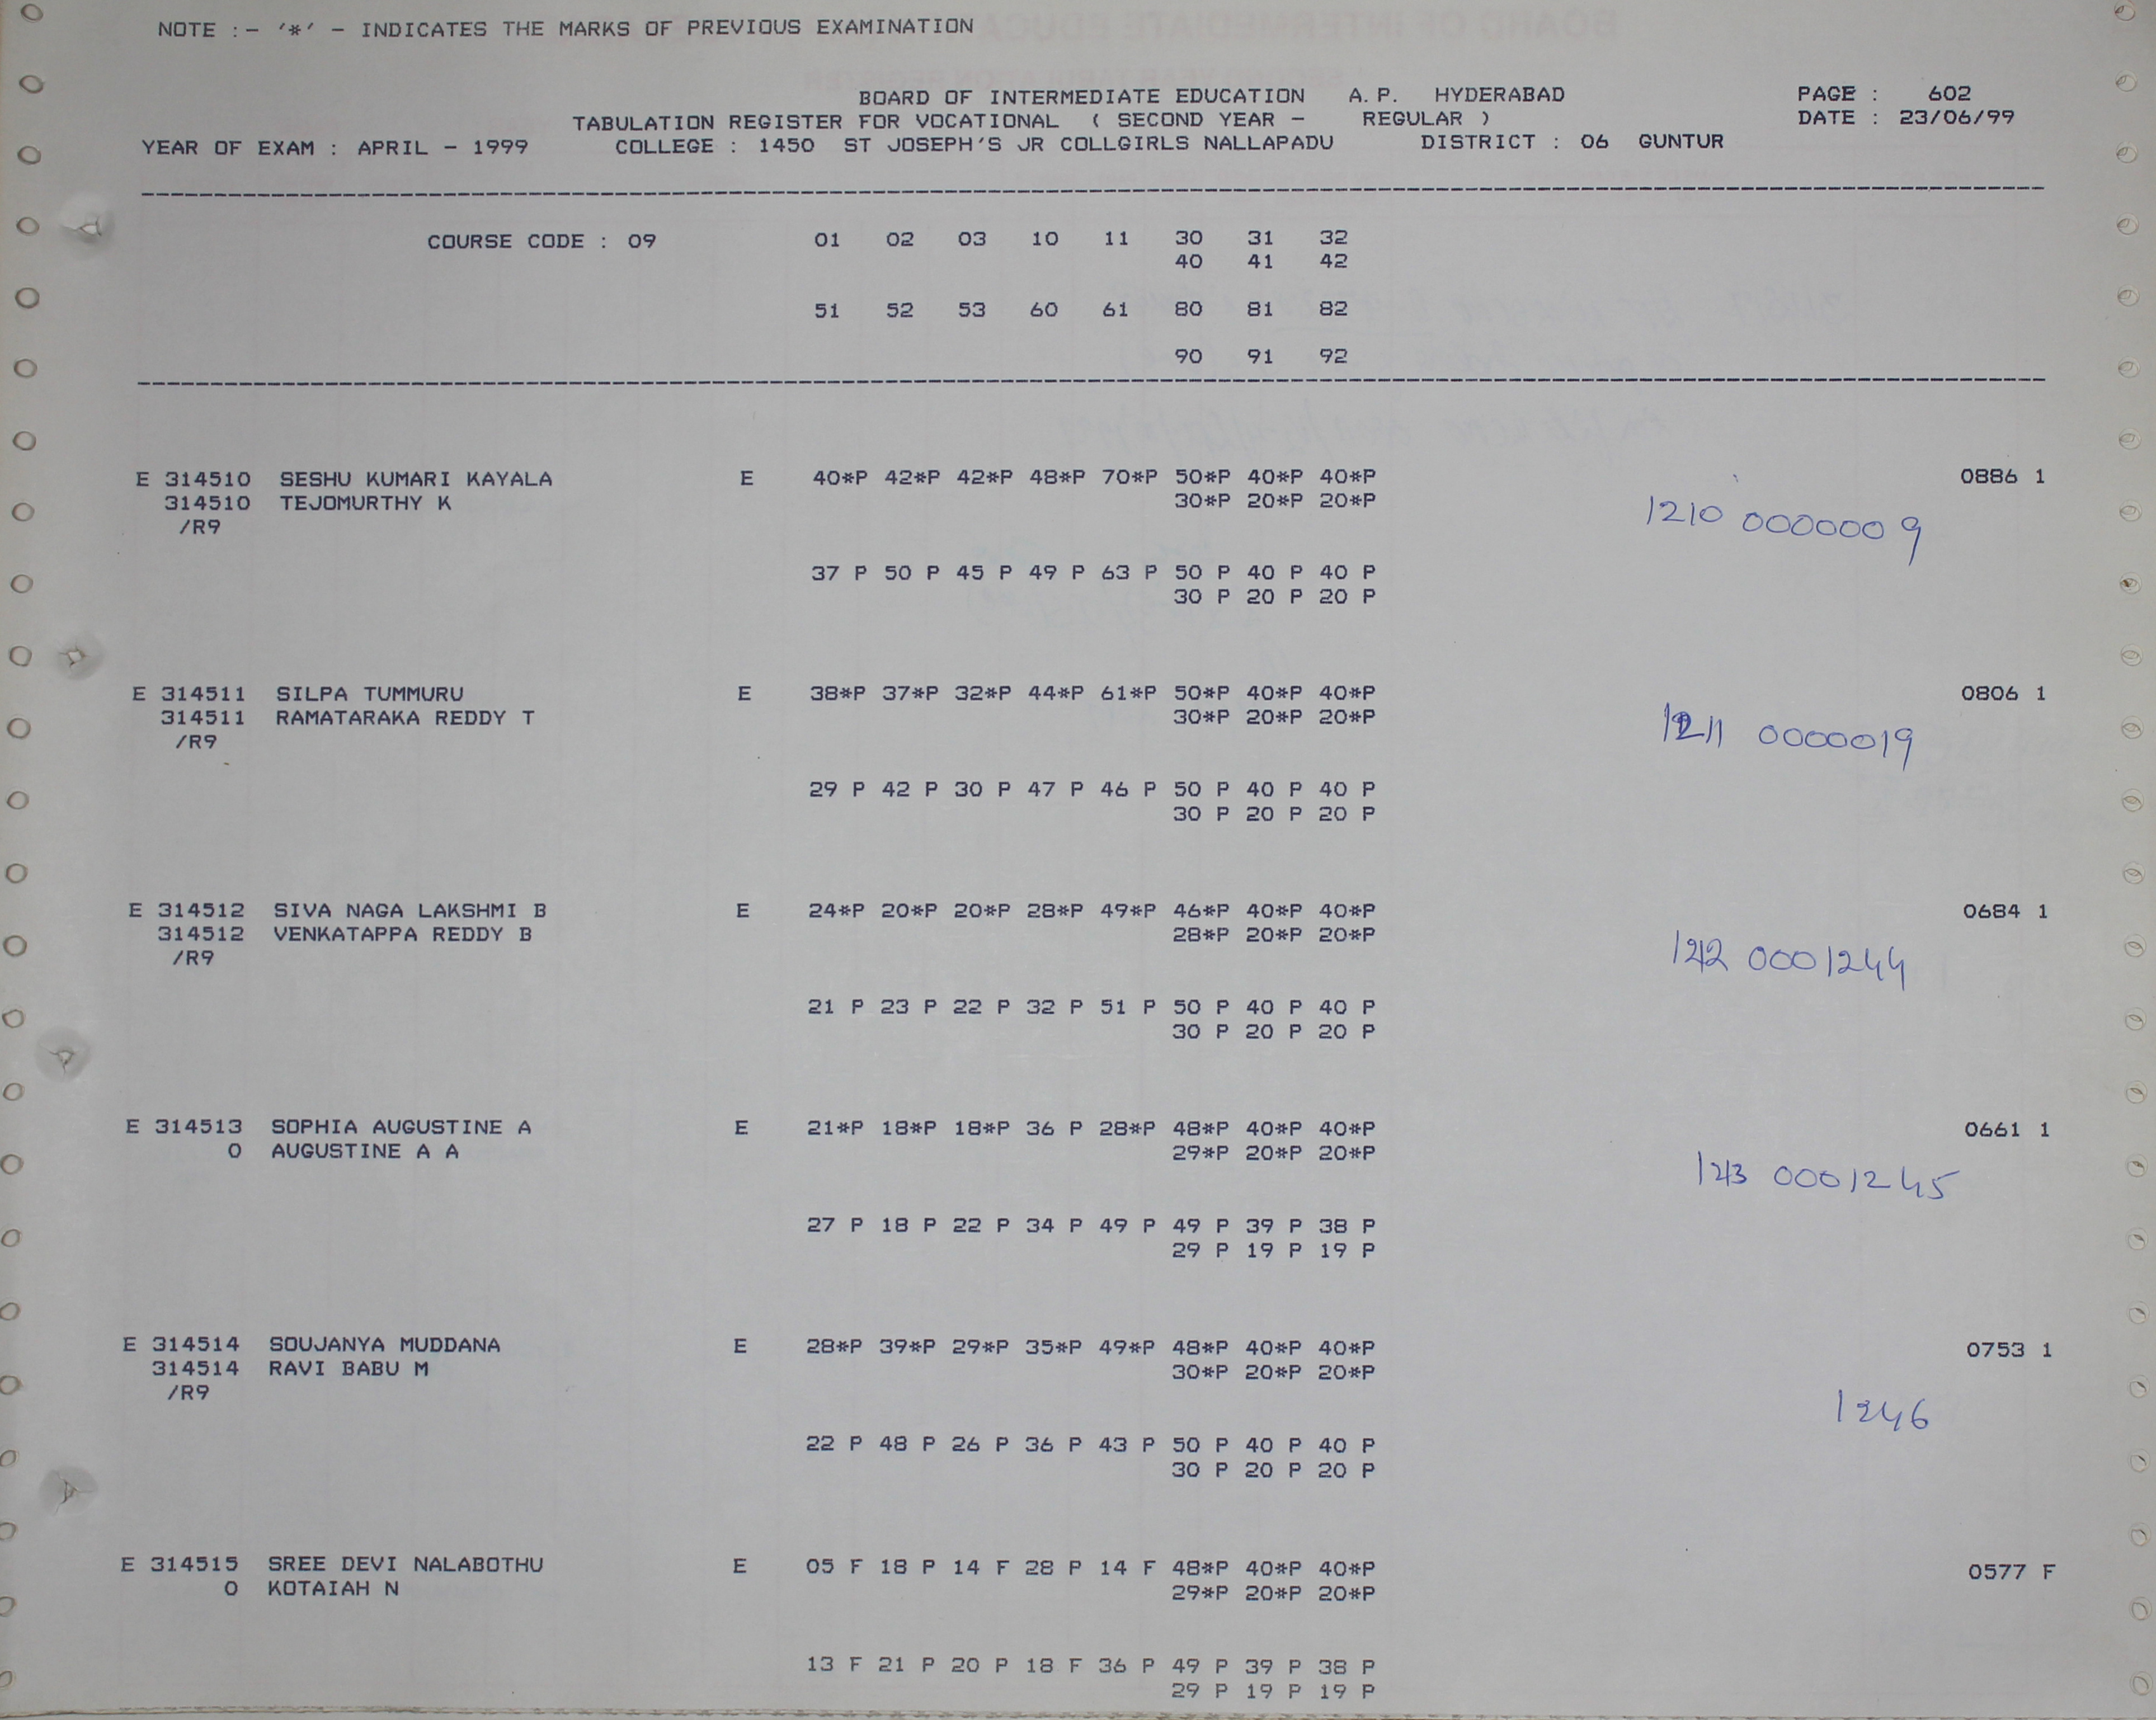 NOTE :- '*' - INDICATES THE MARKS OF PREVIOUS EXAMINATION
BOARD OF INTERMEDIATE EDUCATION A.P. HYDERABAD PAGE : 602
TABULATION REGISTER FOR VOCATIONAL ( SECOND YEAR - REGULAR ) DATE : 23/06/99
YEAR OF EXAM : APRIL - 1999 COLLEGE : 1450 ST JOSEPH'S JR COLLGIRLS NALLAPADU DISTRICT : 06 GUNTUR
COURSE CODE : 09 01 02 03 10 11 30 31 32
40 41 42
51 52 53 60 61 80 81 82
90 91 92
E 314510 SESHU KUMARI KAYALA E 40*P 42*P 42*P 48*P 70*P 50*P 40*P 40*P 0886 1
314510 TEJOMURTHY K 30*P 20*P 20*P
/R9 1210 0000009
37 P 50 P 45 P 49 P 63 P 50 P 40 P 40 P
30 P 20 P 20 P
E 314511 SILPA TUMMURU E 38*P 37*P 32*P 44*P 61*P 50*P 40*P 40*P 0806 1
314511 RAMATARAKA REDDY T 30*P 20*P 20*P
/R9 1211 0000019
29 P 42 P 30 P 47 P 46 P 50 P 40 P 40 P
30 P 20 P 20 P
E 314512 SIVA NAGA LAKSHMI B E 24*P 20*P 20*P 28*P 49*P 46*P 40*P 40*P 0684 1
314512 VENKATAPPA REDDY B 28*P 20*P 20*P
/R9 0001244
21 P 23 P 22 P 32 P 51 P 50 P 40 P 40 P
30 P 20 P 20 P
E 314513 SOPHIA AUGUSTINE A E 21*P 18*P 18*P 36 P 28*P 48*P 40*P 40*P 0661 1
0 AUGUSTINE A A 29*P 20*P 20*P
0001245
27 P 18 P 22 P 34 P 49 P 49 P 39 P 38 P
29 P 19 P 19 P
E 314514 SOUJANYA MUDDANA E 28*P 39*P 29*P 35*P 49*P 48*P 40*P 40*P 0753 1
314514 RAVI BABU M 30*P 20*P 20*P
/R9 1246
22 P 48 P 26 P 36 P 43 P 50 P 40 P 40 P
30 P 20 P 20 P
E 314515 SREE DEVI NALABOTHU E 05 F 18 P 14 F 28 P 14 F 48*P 40*P 40*P 0577 F
0 KOTAIAH N 29*P 20*P 20*P
13 F 21 P 20 P 18 F 36 P 49 P 39 P 38 P
29 P 19 P 19 P